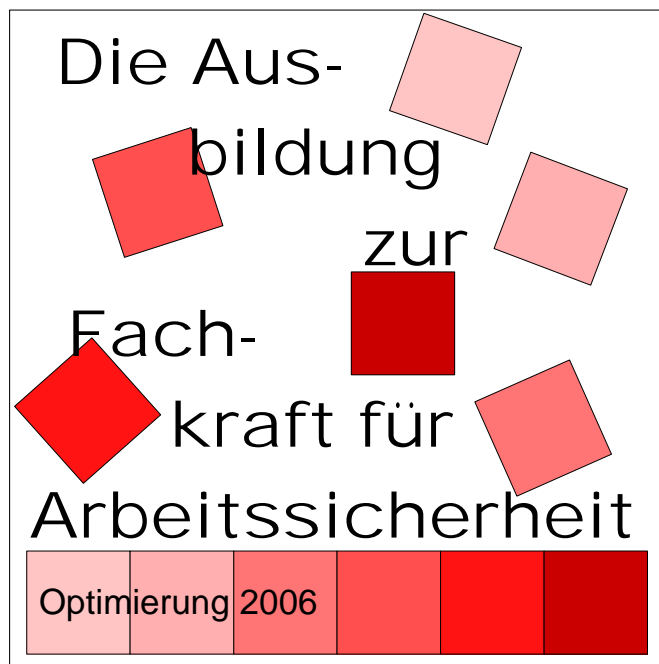 Die Aus-
bildung
zur
Fach-
kraft für
Arbeitssicherheit
Optimierung 2006